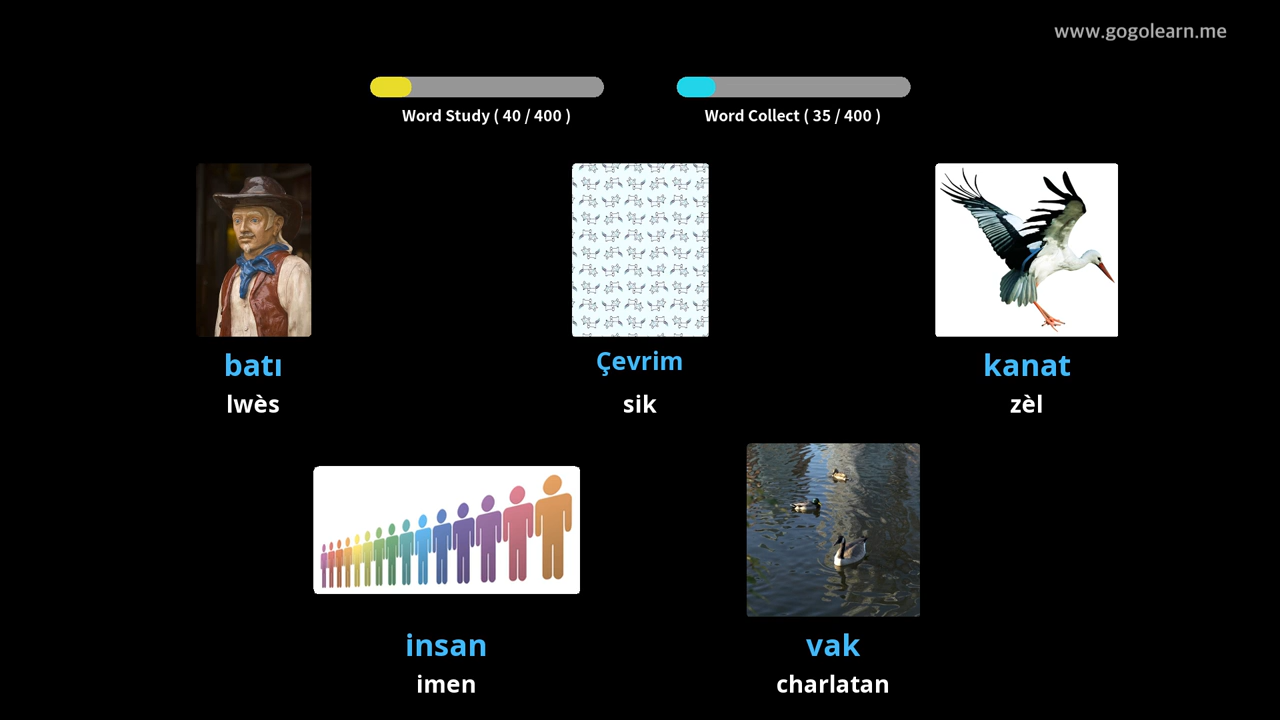 www.gogolearn.me
Word Study ( 40 / 400 )
Word Collect ( 35 / 400 )
batı
lwès
Çevrim
sik
kanat
zèl
insan
imen
vak
charlatan